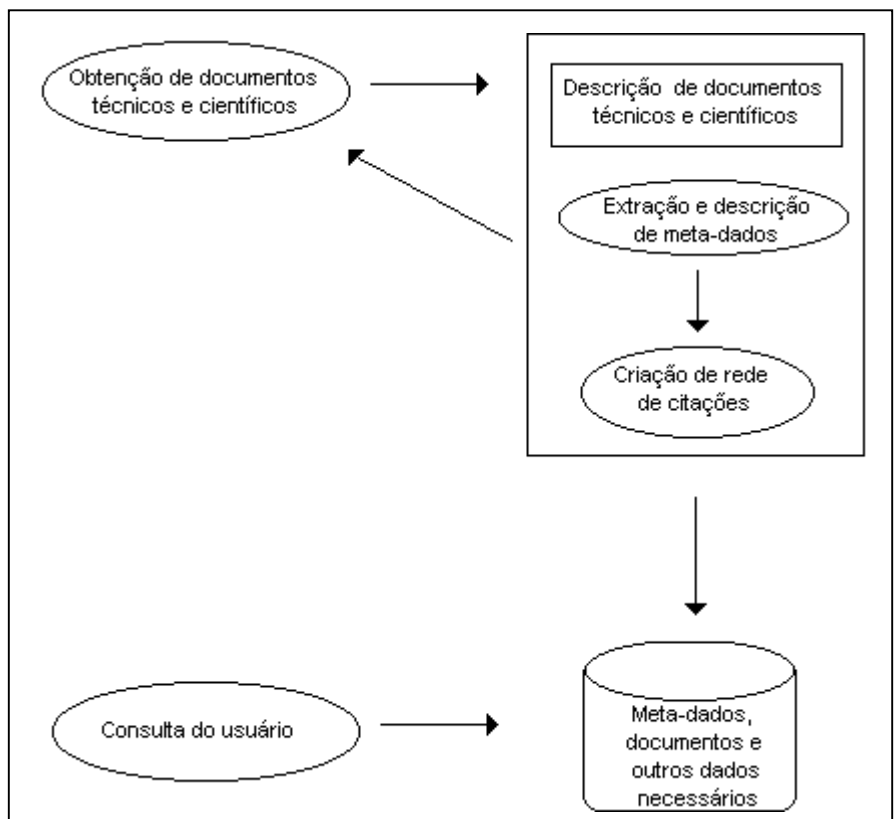 Obtenção de documentos
técnicos e científicos
Descrição de documentos
técnicos e científicos
Extração e descrição
de meta-dados
Criação de rede
de citações
Consulta do usuário
Meta-dados,
documentos e
outros dados
necessários